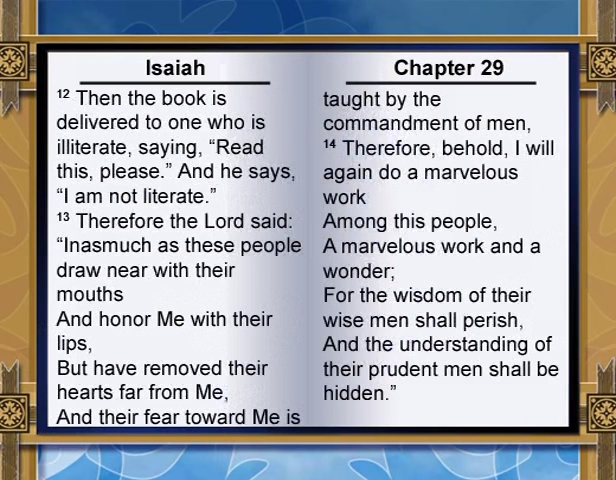 Isaiah
¹² Then the book is
delivered to one who is
illiterate, saying, “Read
this, please.” And he says,
“I am not literate.”
¹³ Therefore the Lord said:
“Inasmuch as these people
draw near with their
mouths
And honor Me with their
lips,
But have removed their
hearts far from Me,
And their fear toward Me is
Chapter 29
taught by the
commandment of men,
¹⁴ Therefore, behold, I will
again do a marvelous
work
Among this people,
A marvelous work and a
wonder;
For the wisdom of their
wise men shall perish,
And the understanding of
their prudent men shall be
hidden.”